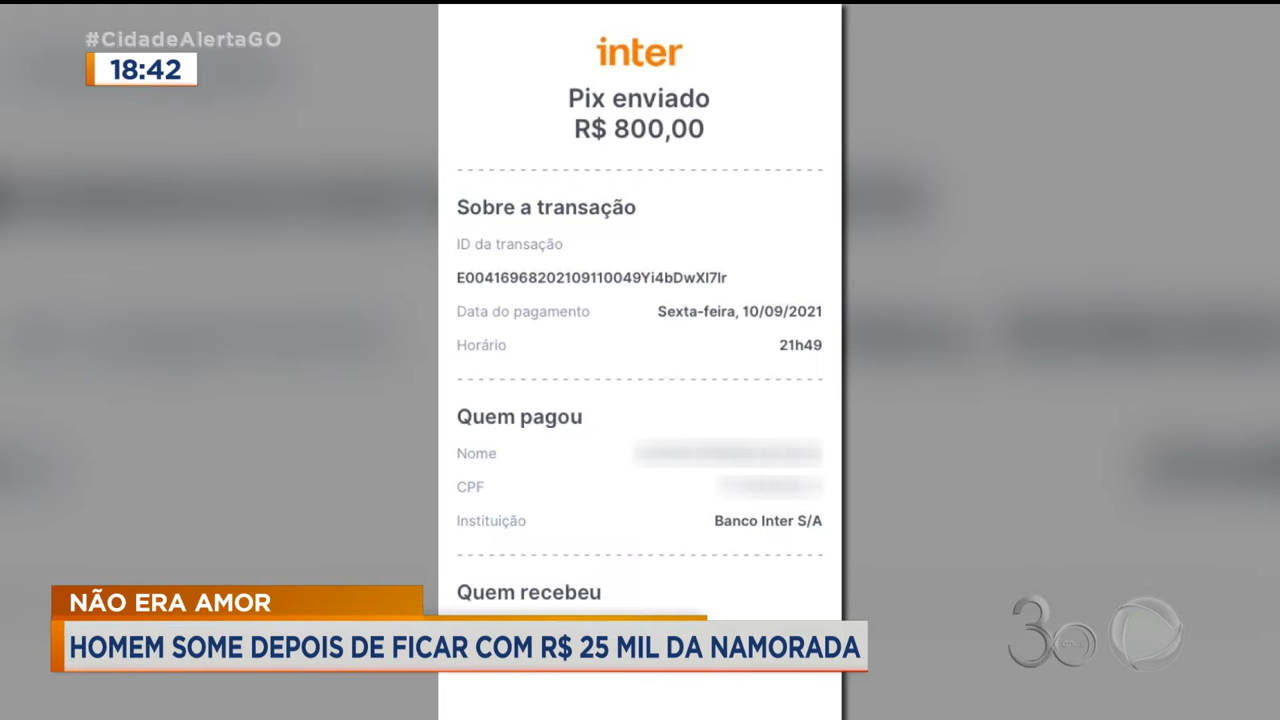 #CidadeAlertaGO
18:42
inter
Pix enviado
R$ 800,00
Sobre a transação
ID da transação
E00416968202109110049Yi4bDwXI7Ir
Data do pagamento Sexta-feira, 10/09/2021
Horário 21h49
Quem pagou
Nome
CPF
Instituição Banco Inter S/A
Quem recebeu
NÃO ERA AMOR
HOMEM SOME DEPOIS DE FICAR COM R$ 25 MIL DA NAMORADA
30